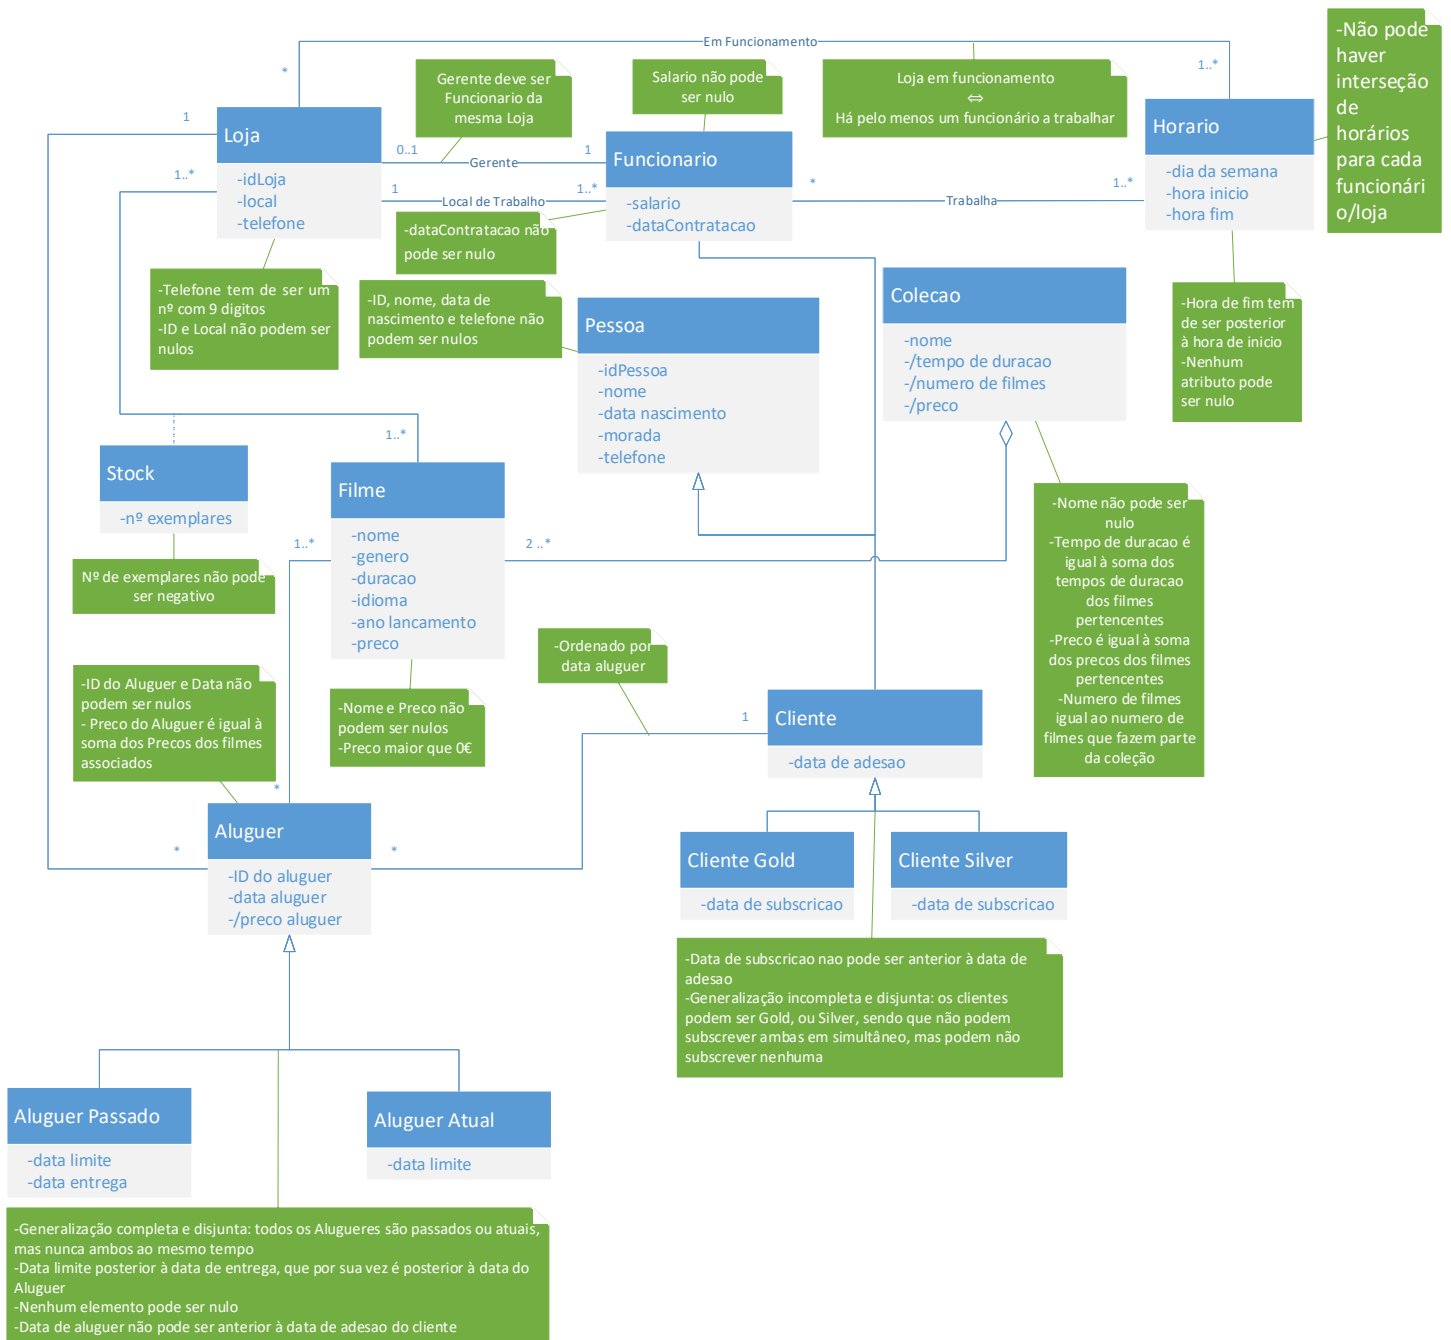 Em Funcionamento
*
1..*
-Não pode
haver
interseção
de
horários
para cada
funcionári
o/loja
Gerente deve ser
Funcionario da
mesma Loja
Salario não pode
ser nulo
Loja em funcionamento
⇔
Há pelo menos um funcionário a trabalhar
1
Loja
-idLoja
-local
-telefone
1..*
0..1
Gerente
1
1
Local de Trabalho
1..*
Funcionario
-salario
-dataContratacao
*
Trabalha
1..*
Horario
-dia da semana
-hora inicio
-hora fim
-dataContratacao não
pode ser nulo
-Telefone tem de ser um
nº com 9 digitos
-ID e Local não podem ser
nulos
-ID, nome, data de
nascimento e telefone não
podem ser nulos
Pessoa
-idPessoa
-nome
-data nascimento
-morada
-telefone
Colecao
-nome
-/tempo de duracao
-/numero de filmes
-/preco
-Hora de fim tem
de ser posterior
à hora de inicio
-Nenhum
atributo pode
ser nulo
1..*
Stock
-nº exemplares
Nº de exemplares não pode
ser negativo
Filme
-nome
-genero
-duracao
-idioma
-ano lancamento
-preco
1..*
2 ..*
-Nome não pode ser
nulo
-Tempo de duracao é
igual à soma dos
tempos de duracao
dos filmes
pertencentes
-Preco é igual à soma
dos precos dos filmes
pertencentes
-Numero de filmes
igual ao numero de
filmes que fazem parte
da coleção
-Ordenado por
data aluguer
-ID do Aluguer e Data não
podem ser nulos
- Preco do Aluguer é igual à
soma dos Precos dos filmes
associados
-Nome e Preco não
podem ser nulos
-Preco maior que 0€
1
Cliente
-data de adesao
*
Aluguer
-ID do aluguer
-data aluguer
-/preco aluguer
*
*
Cliente Gold
-data de subscricao
Cliente Silver
-data de subscricao
-Data de subscricao nao pode ser anterior à data de
adesao
-Generalização incompleta e disjunta: os clientes
podem ser Gold, ou Silver, sendo que não podem
subscrever ambas em simultâneo, mas podem não
subscrever nenhuma
Aluguer Passado
-data limite
-data entrega
Aluguer Atual
-data limite
-Generalização completa e disjunta: todos os Alugueres são passados ou atuais,
mas nunca ambos ao mesmo tempo
-Data limite posterior à data de entrega, que por sua vez é posterior à data do
Aluguer
-Nenhum elemento pode ser nulo
-Data de aluguer não pode ser anterior à data de adesao do cliente